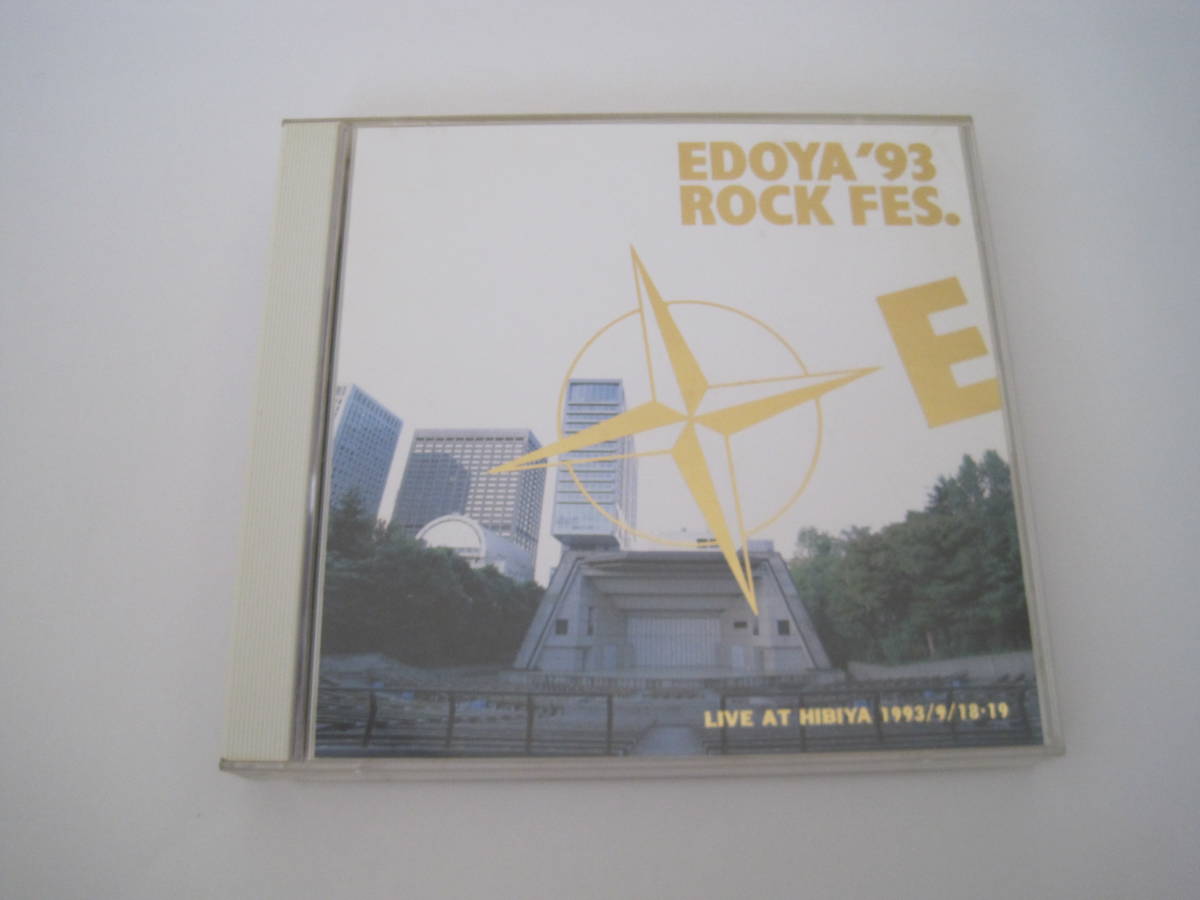 EDOYA'93
ROCK FES.
E
LIVE AT HIBIYA 1993/9/18·19